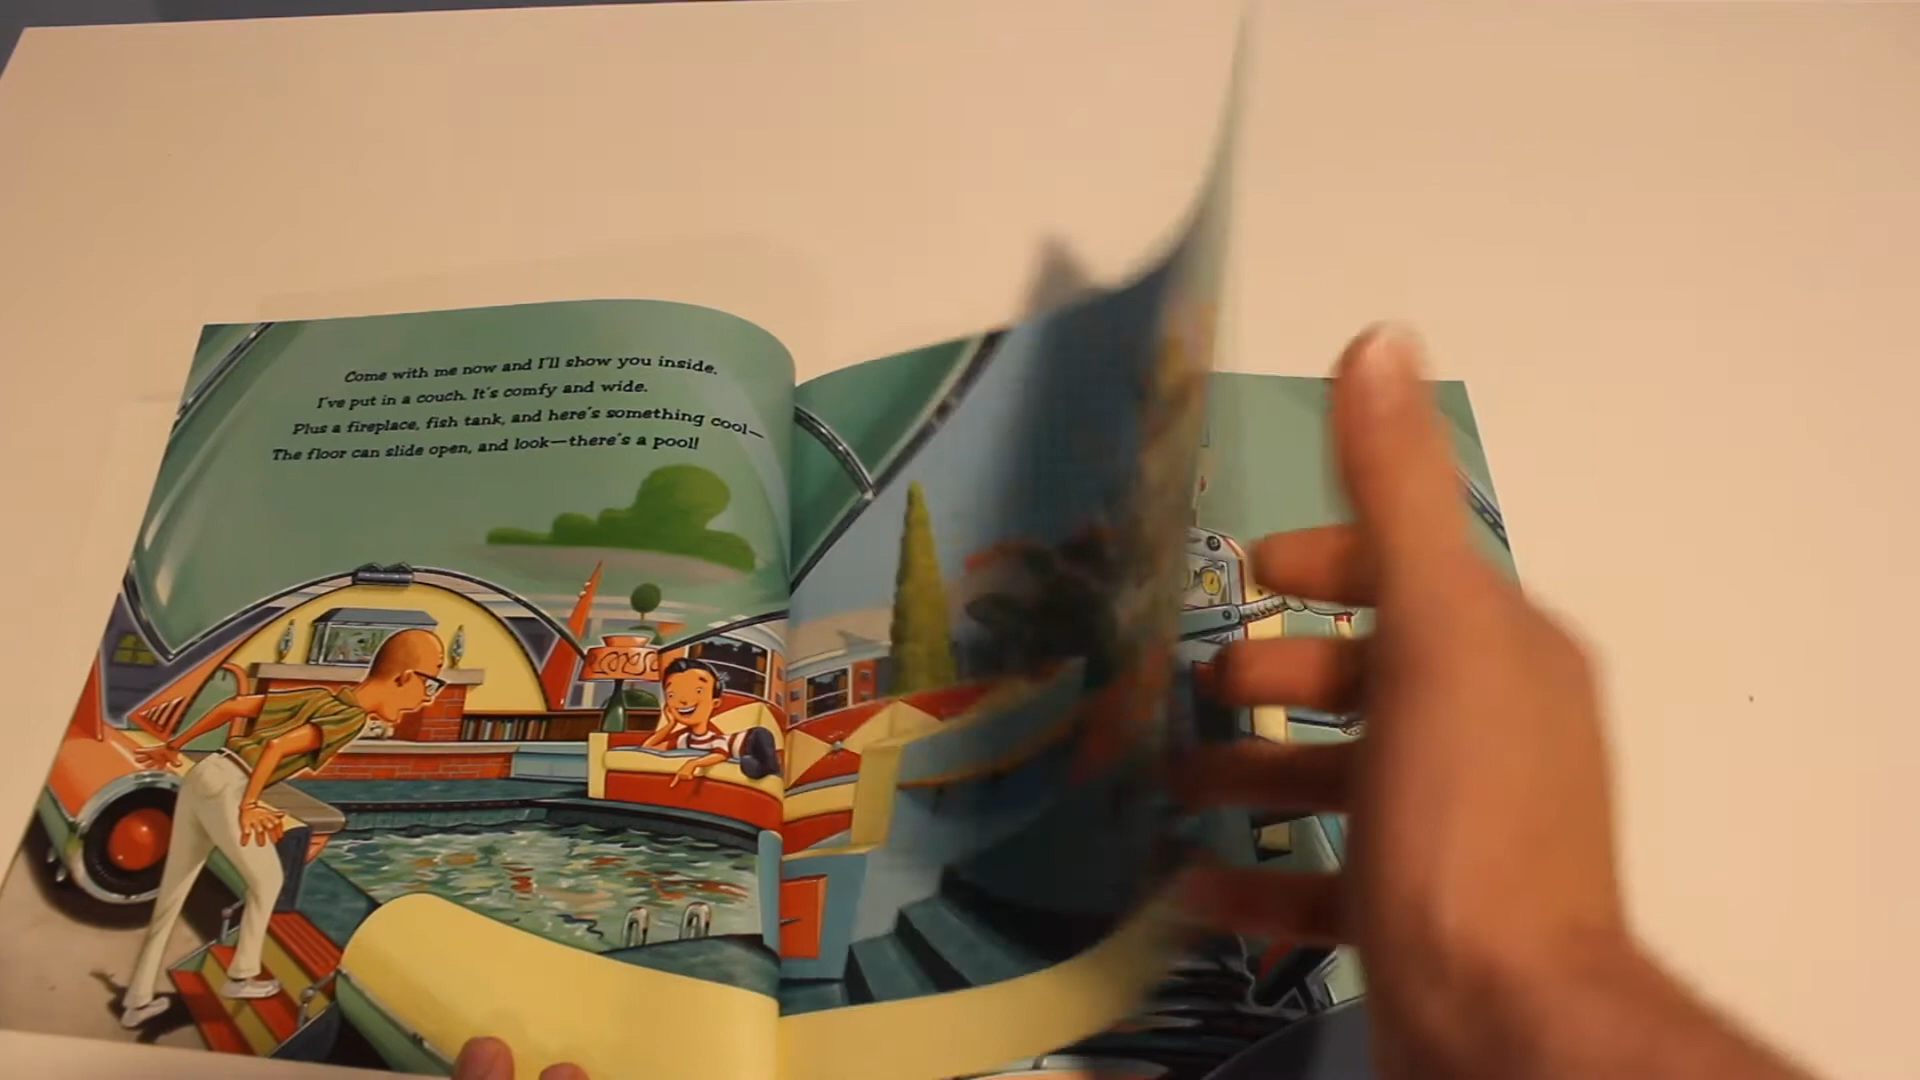 Come with me now and I'll show you inside.
I've put in a couch. It's comfy and wide.
Plus a fireplace, fish tank, and here's something cool—
The floor can slide open, and look—there's a pool!